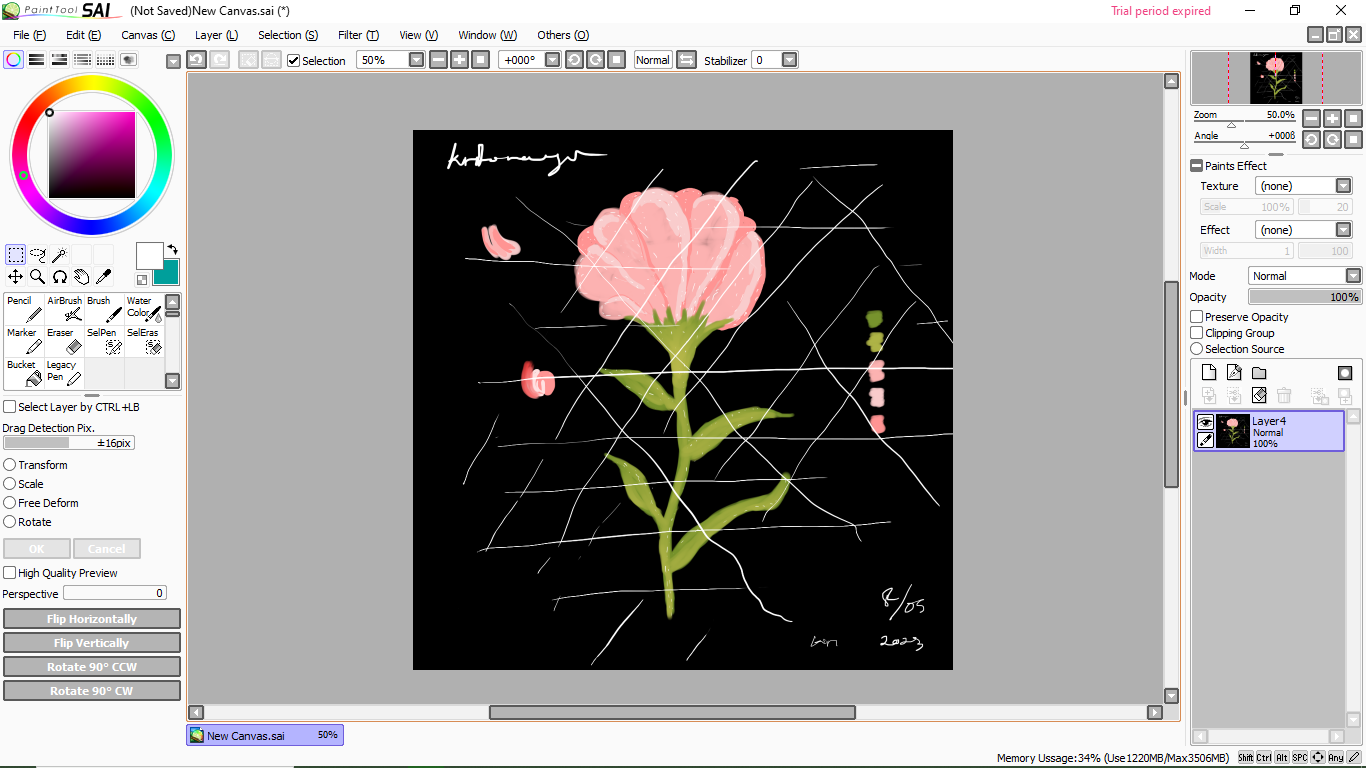 PaintTool SAI (Not Saved)New Canvas.sai (*) Trial period expired
File (F) Edit (E) Canvas (C) Layer (L) Selection (S) Filter (T) View (V) Window (W) Others (O)
Selection 50% +000° Normal Stabilizer 0
Zoom 50.0%
Angle +000ß
Paints Effect
Texture (none)
Scale 100% 20
Effect (none)
Width 1 100
Mode Normal
Opacity 100%
Preserve Opacity
Clipping Group
Selection Source
Layer4
Normal
100%
Pencil AirBrush Brush Water
Color
Marker Eraser SelPen SelEras
Bucket Legacy
Pen
Select Layer by CTRL+LB
Drag Detection Pix.
±16pix
Transform
Scale
Free Deform
Rotate
OK Cancel
High Quality Preview
Perspective 0
Flip Horizontally
Flip Vertically
Rotate 90° CCW
Rotate 90° CW
8/05
2023
New Canvas.sai 50%
Memory Ussage:34% (Use1220MB/Max3506MB) Shift Ctrl Alt SPC Any